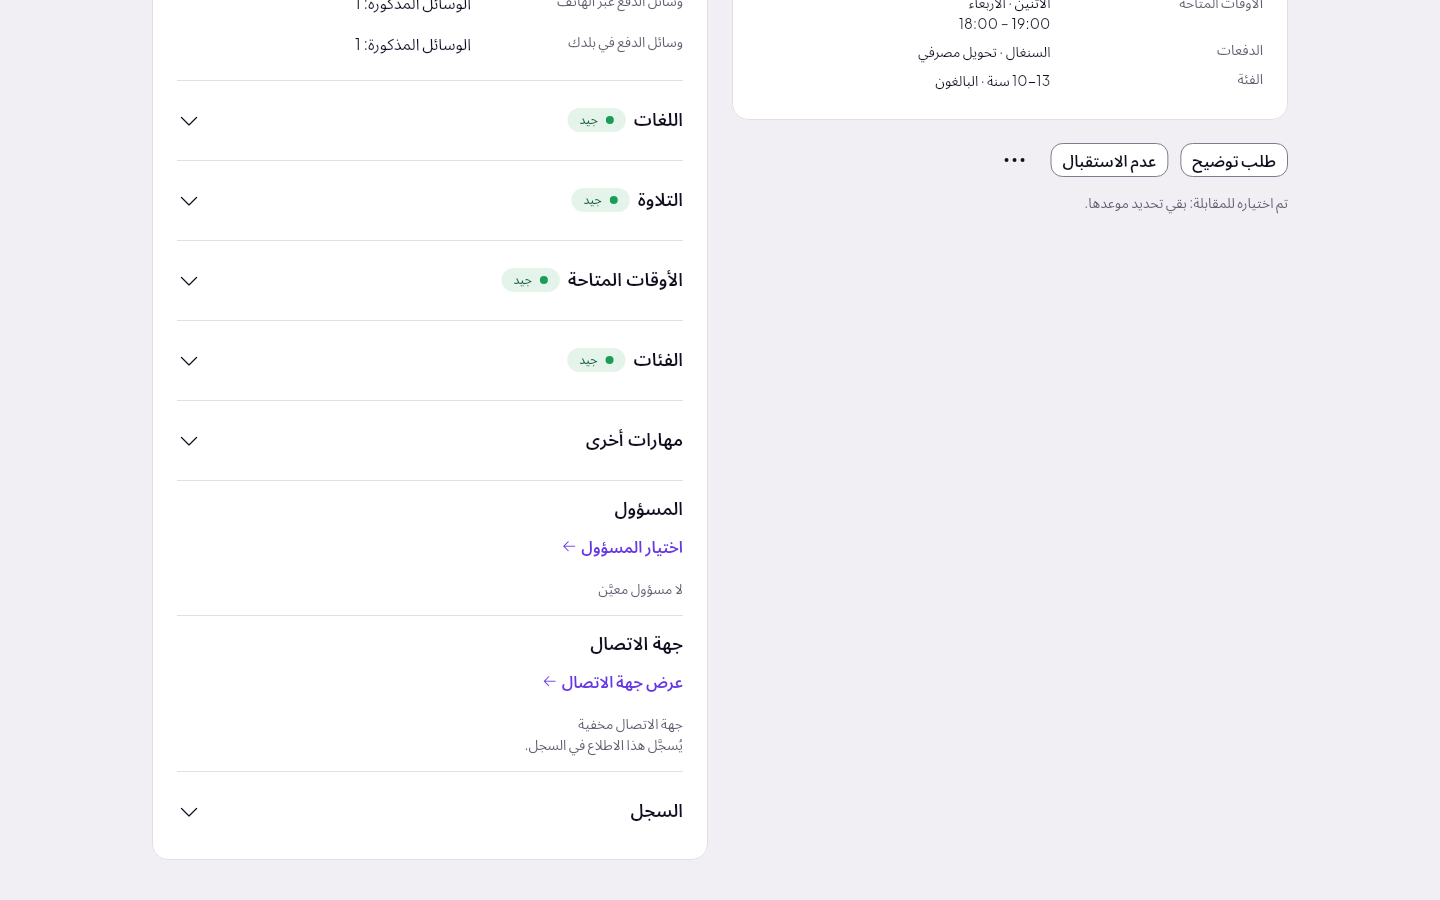 الأوقات المتاحة
الاثنين · الأربعاء
18:00 – 19:00
الدفعات
السنغال · تحويل مصرفي
الفئة
10–13 سنة · البالغون
طلب توضيح
عدم الاستقبال
تم اختياره للمقابلة: بقي تحديد موعدها.
وسائل الدفع عبر الهاتف
الوسائل المذكورة: 1
وسائل الدفع في بلدك
الوسائل المذكورة: 1
اللغات
جيد
التلاوة
جيد
الأوقات المتاحة
جيد
الفئات
جيد
مهارات أخرى
المسؤول
اختيار المسؤول ←
لا مسؤول معيَّن
جهة الاتصال
عرض جهة الاتصال ←
جهة الاتصال مخفية
يُسجَّل هذا الاطلاع في السجل.
السجل